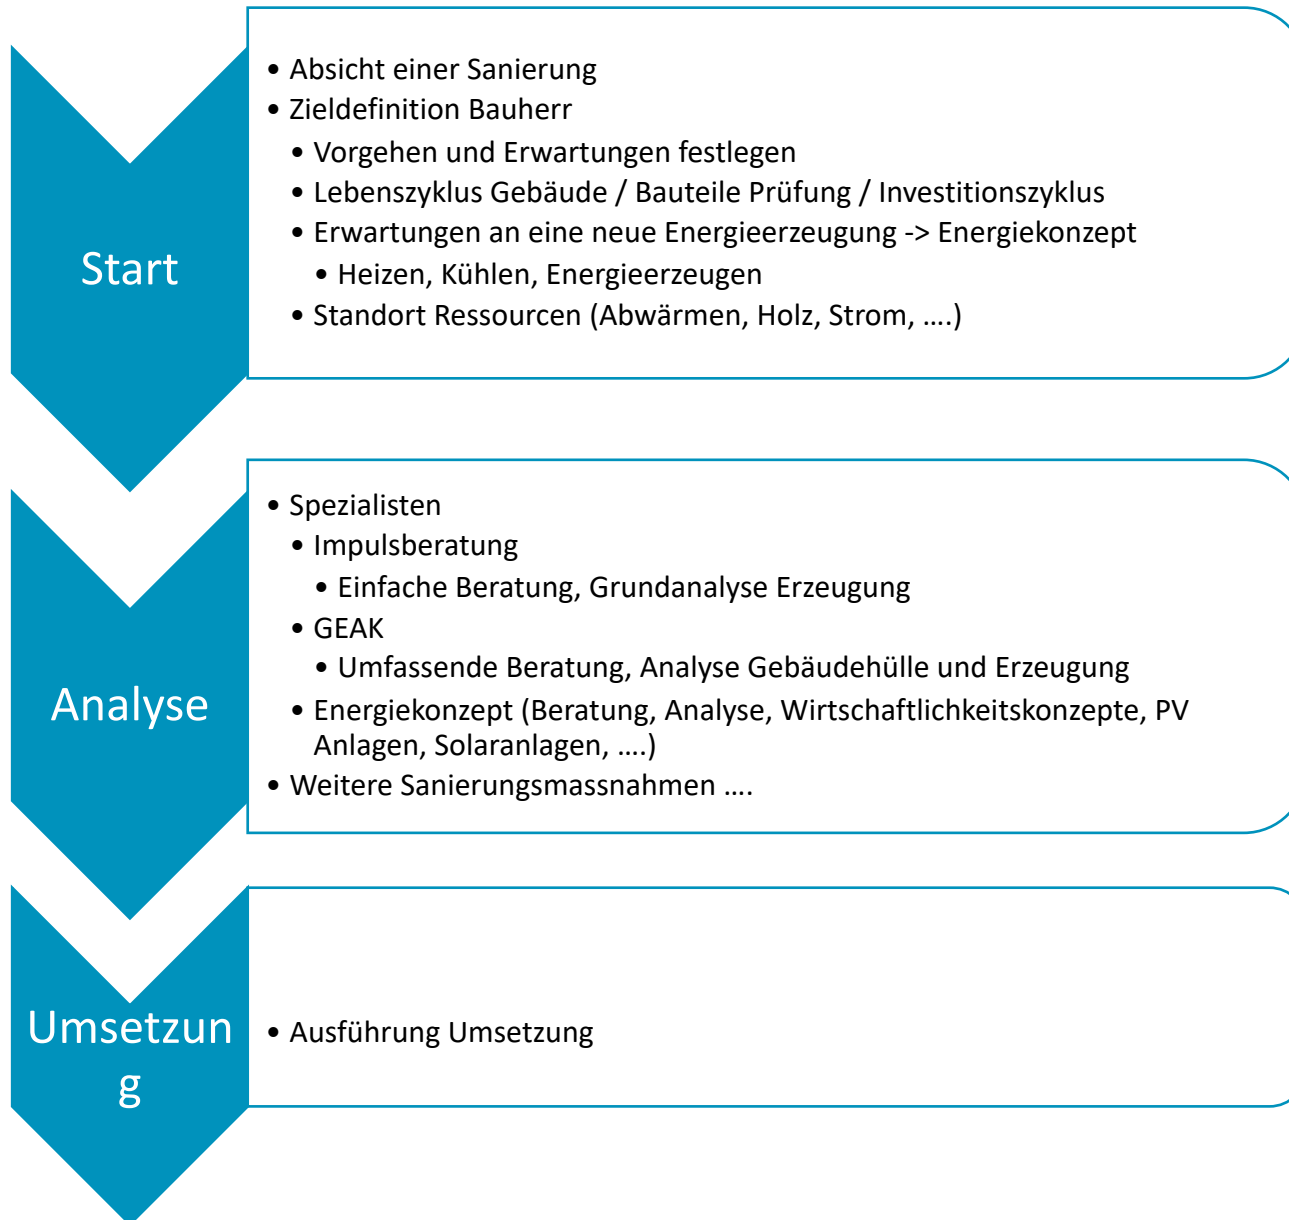 Start
• Absicht einer Sanierung
• Zieldefinition Bauherr
• Vorgehen und Erwartungen festlegen
• Lebenszyklus Gebäude / Bauteile Prüfung / Investitionszyklus
• Erwartungen an eine neue Energieerzeugung -> Energiekonzept
• Heizen, Kühlen, Energieerzeugen
• Standort Ressourcen (Abwärmen, Holz, Strom, ….)
Analyse
• Spezialisten
• Impulsberatung
• Einfache Beratung, Grundanalyse Erzeugung
• GEAK
• Umfassende Beratung, Analyse Gebäudehülle und Erzeugung
• Energiekonzept (Beratung, Analyse, Wirtschaftlichkeitskonzepte, PV
Anlagen, Solaranlagen, ….)
• Weitere Sanierungsmassnahmen ….
Umsetzun
g
• Ausführung Umsetzung